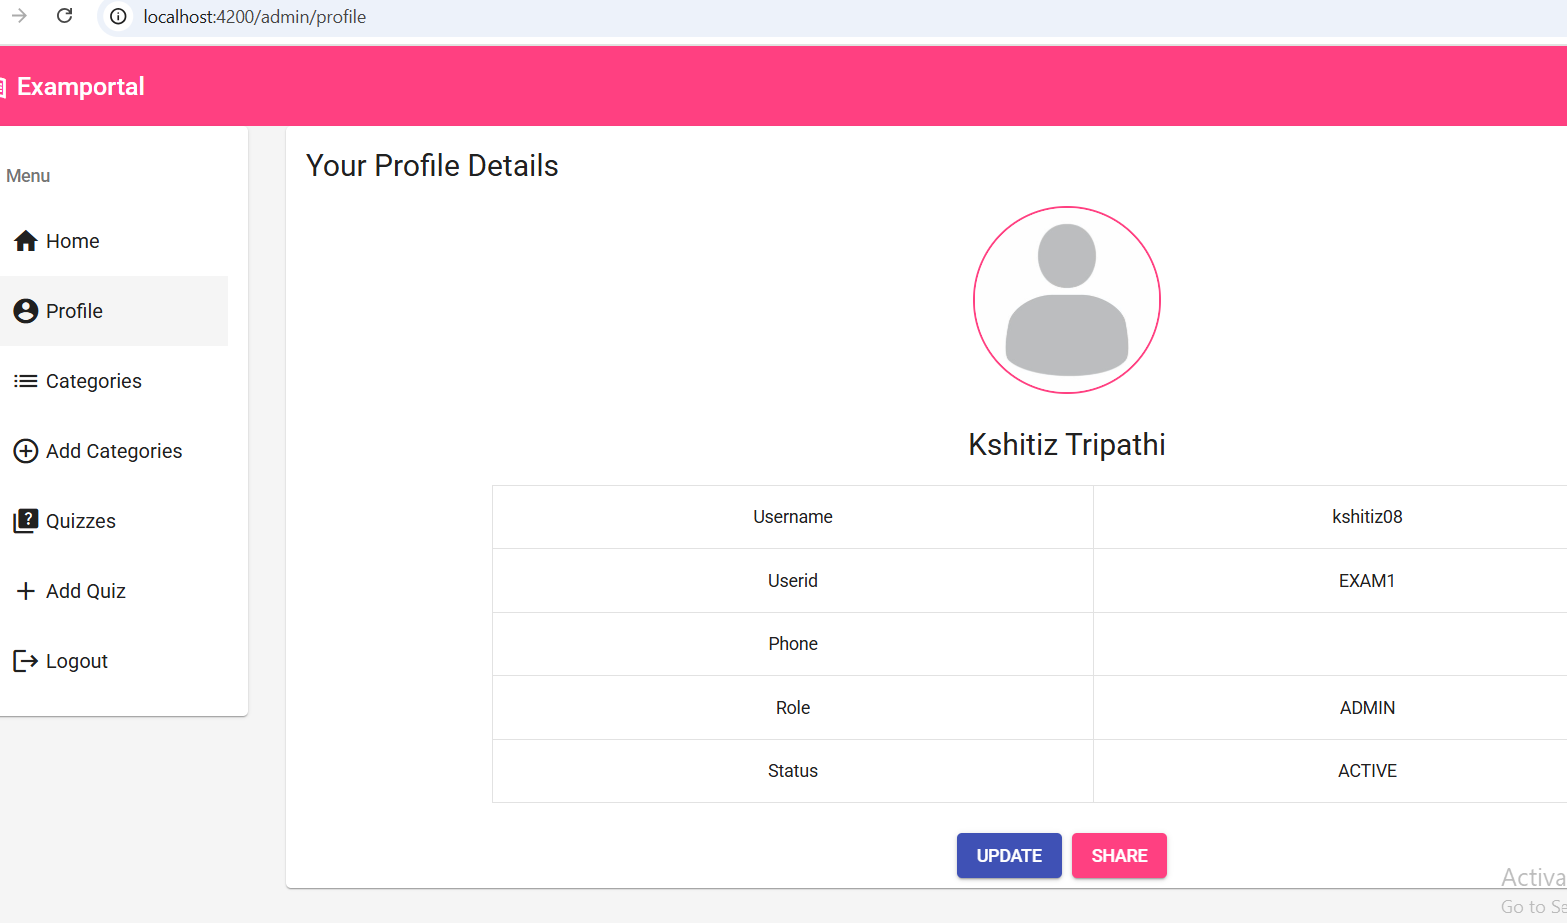 localhost:4200/admin/profile
Examportal
Menu
Home
Profile
Categories
Add Categories
Quizzes
Add Quiz
Logout
Your Profile Details
Kshitiz Tripathi
Username kshitiz08
Userid EXAM1
Phone
Role ADMIN
Status ACTIVE
UPDATE SHARE
Activa
Go to Se